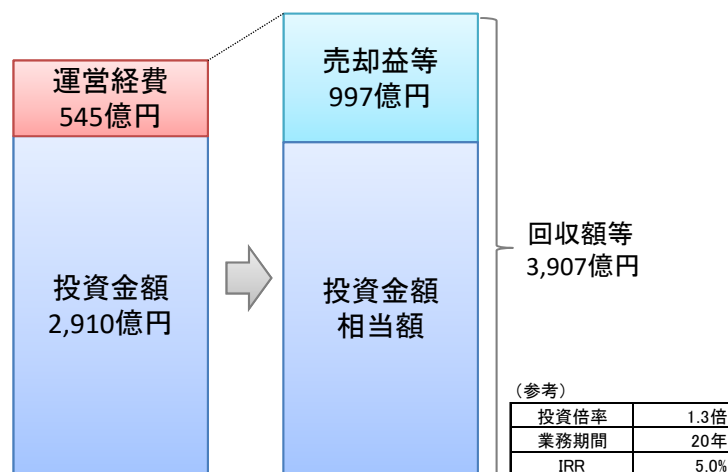 運営経費
545億円
投資金額
2,910億円
売却益等
997億円
投資金額
相当額
回収額等
3,907億円
（参考）
投資倍率 1.3倍
業務期間 20年
IRR 5.0%